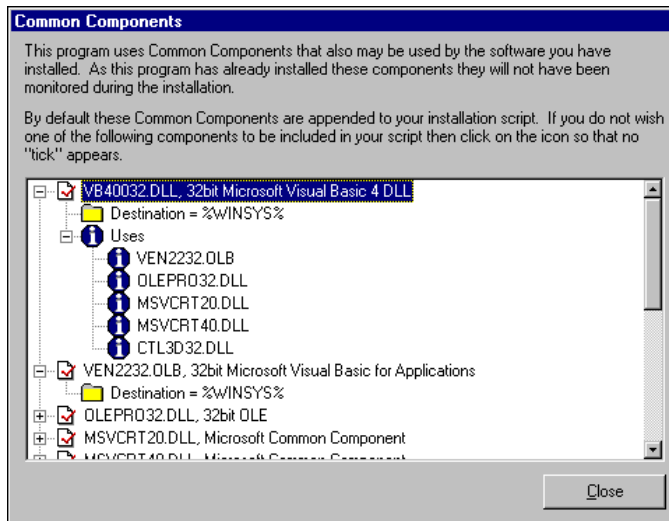 Common Components
This program uses Common Components that also may be used by the software you have
installed.  As this program has already installed these components they will not have been
monitored during the installation.
By default these Common Components are appended to your installation script.  If you do not wish
one of the following components to be included in your script then click on the icon so that no
"tick" appears.
VB40032.DLL, 32bit Microsoft Visual Basic 4 DLL
Destination = %WINSYS%
Uses
VEN2232.OLB
OLEPRO32.DLL
MSVCRT20.DLL
MSVCRT40.DLL
CTL3D32.DLL
VEN2232.OLB, 32bit Microsoft Visual Basic for Applications
Destination = %WINSYS%
OLEPRO32.DLL, 32bit OLE
MSVCRT20.DLL, Microsoft Common Component
MSVCRT40.DLL, Microsoft Common Component
Close